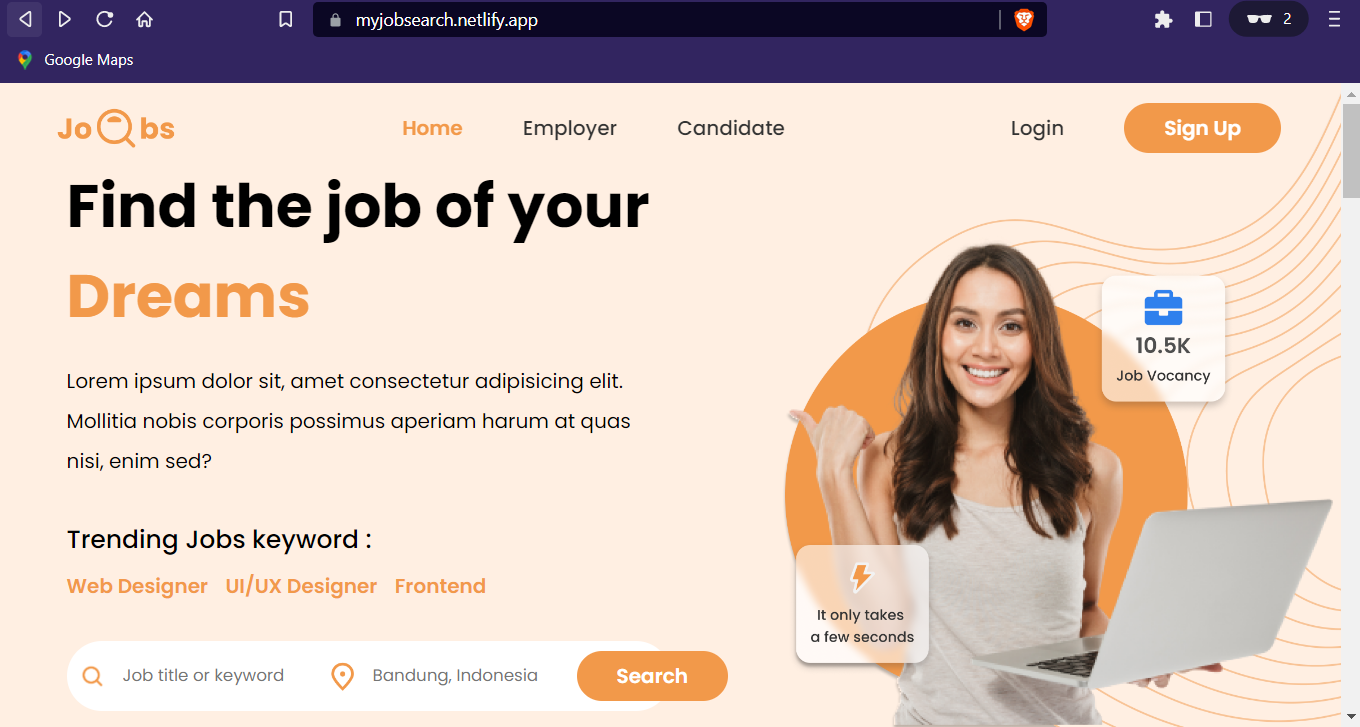 myjobsearch.netlify.app
2
Google Maps
Jo bs
Home
Employer
Candidate
Login
Sign Up
Find the job of your
Dreams
Lorem ipsum dolor sit, amet consectetur adipisicing elit.
Mollitia nobis corporis possimus aperiam harum at quas
nisi, enim sed?
Trending Jobs keyword :
Web Designer UI/UX Designer Frontend
Job title or keyword
Bandung, Indonesia
Search
10.5K
Job Vocancy
It only takes
a few seconds